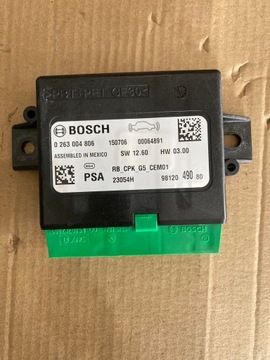 BOSCH
0 263 004 806 150706 00064891
ASSEMBLED IN MEXICO SW 12.60 HW 03.00
RB_CPK_G5_CEM01
PSA 23054H 98120 490 80